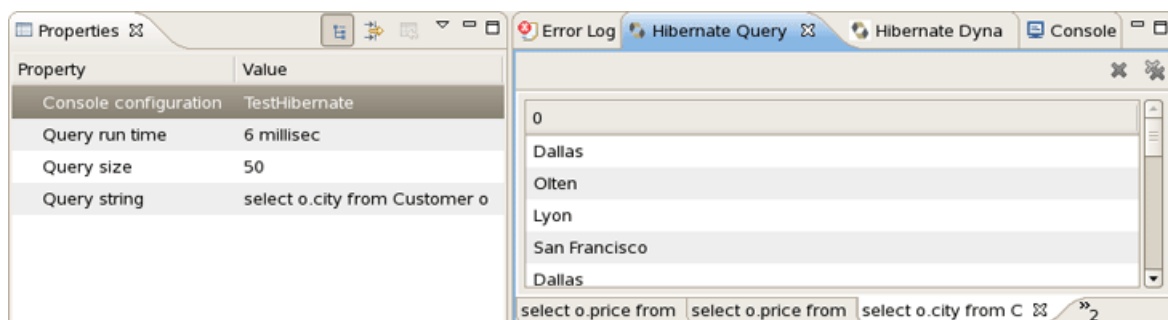 Properties
Property Value
Console configuration TestHibernate
Query run time 6 millisec
Query size 50
Query string select o.city from Customer o
Error Log Hibernate Query Hibernate Dyna Console
0
Dallas
Olten
Lyon
San Francisco
Dallas
select o.price from select o.price from select o.city from C »2